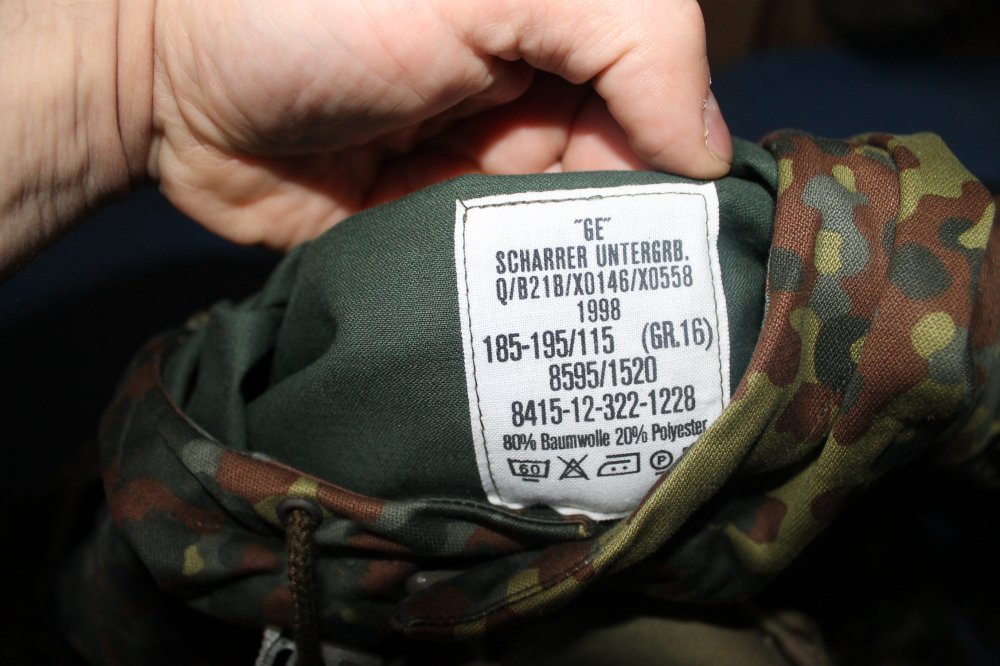 "GE"
SCHARRER UNTERGRB.
Q/B21B/X0146/X0558
1998
185-195/115 (GR.16)
8595/1520
8415-12-322-1228
80% Baumwolle 20% Polyester
60 P